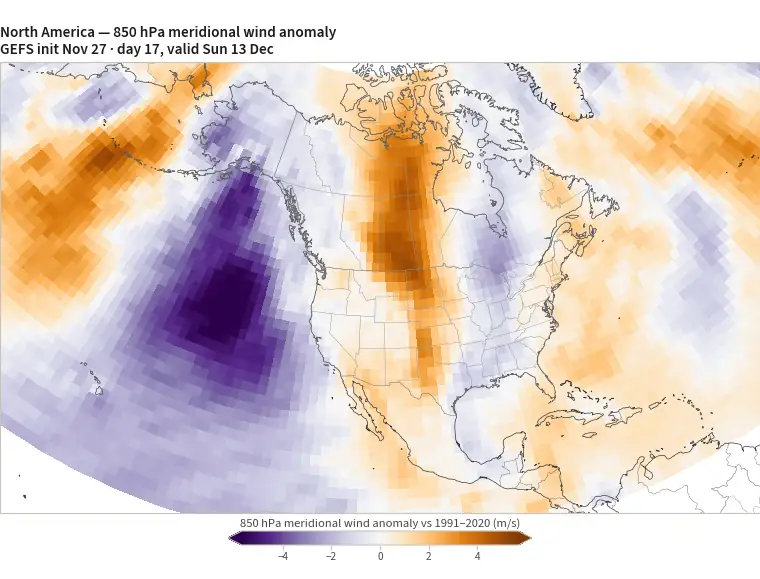 North America — 850 hPa meridional wind anomaly
GEFS init Nov 27 · day 17, valid Sun 13 Dec
850 hPa meridional wind anomaly vs 1991–2020 (m/s)
−4 −2 0 2 4